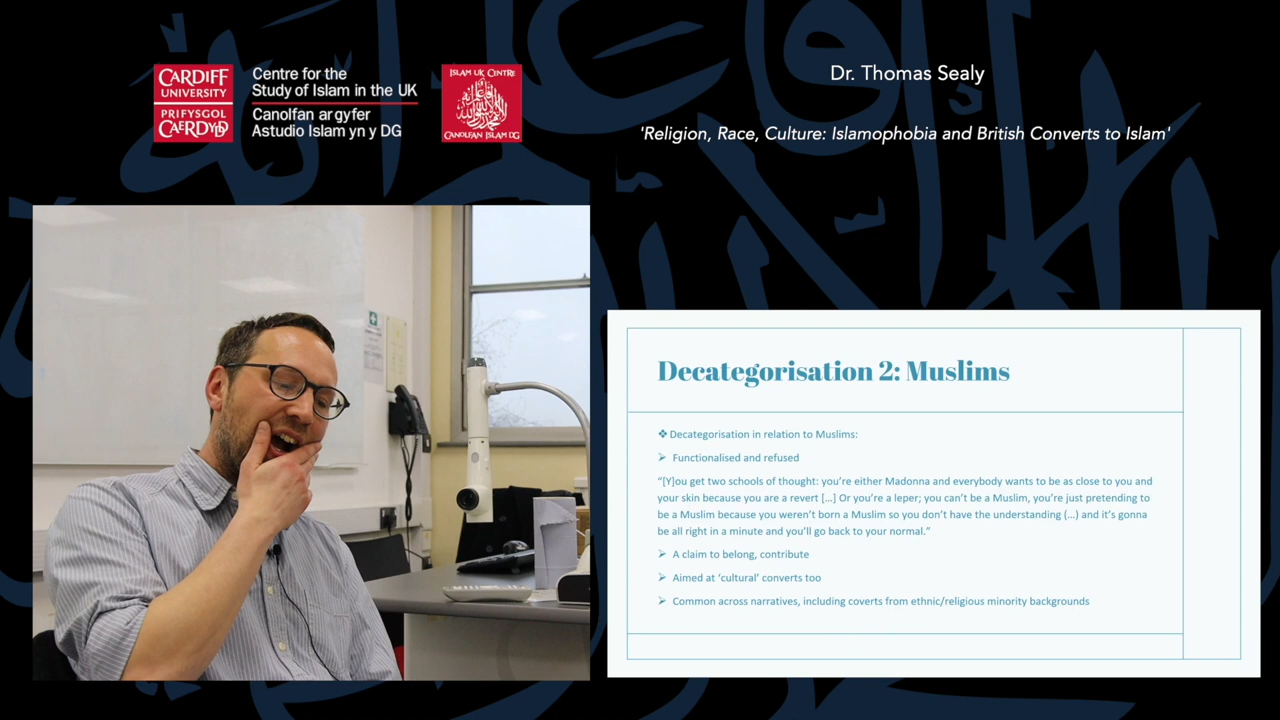 CARDIFF
UNIVERSITY
PRIFYSGOL
CAERDYDD
Centre for the
Study of Islam in the UK
Canolfan ar gyfer
Astudio Islam yn y DG
ISLAM UK CENTRE
CANOLFAN ISLAM DG
Dr. Thomas Sealy
'Religion, Race, Culture: Islamophobia and British Converts to Islam'
Decategorisation 2: Muslims
❖ Decategorisation in relation to Muslims:
➢ Functionalised and refused
“[Y]ou get two schools of thought: you’re either Madonna and everybody wants to be as close to you and
your skin because you are a revert […] Or you’re a leper; you can’t be a Muslim, you’re just pretending to
be a Muslim because you weren’t born a Muslim so you don’t have the understanding (…) and it’s gonna
be all right in a minute and you’ll go back to your normal.”
➢ A claim to belong, contribute
➢ Aimed at ‘cultural’ converts too
➢ Common across narratives, including coverts from ethnic/religious minority backgrounds